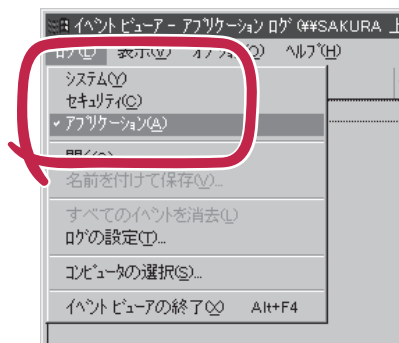 イベント ビューア - アプリケーション ログ (¥¥SAKURA 上
ログ(L) 表示(V) オプション(O) ヘルプ(H)
システム(Y)
セキュリティ(C)
アプリケーション(A)
開く(O)...
名前を付けて保存(V)...
すべてのイベントを消去(L)
ログの設定(T)...
コンピュータの選択(S)...
イベント ビューアの終了(X) Alt+F4